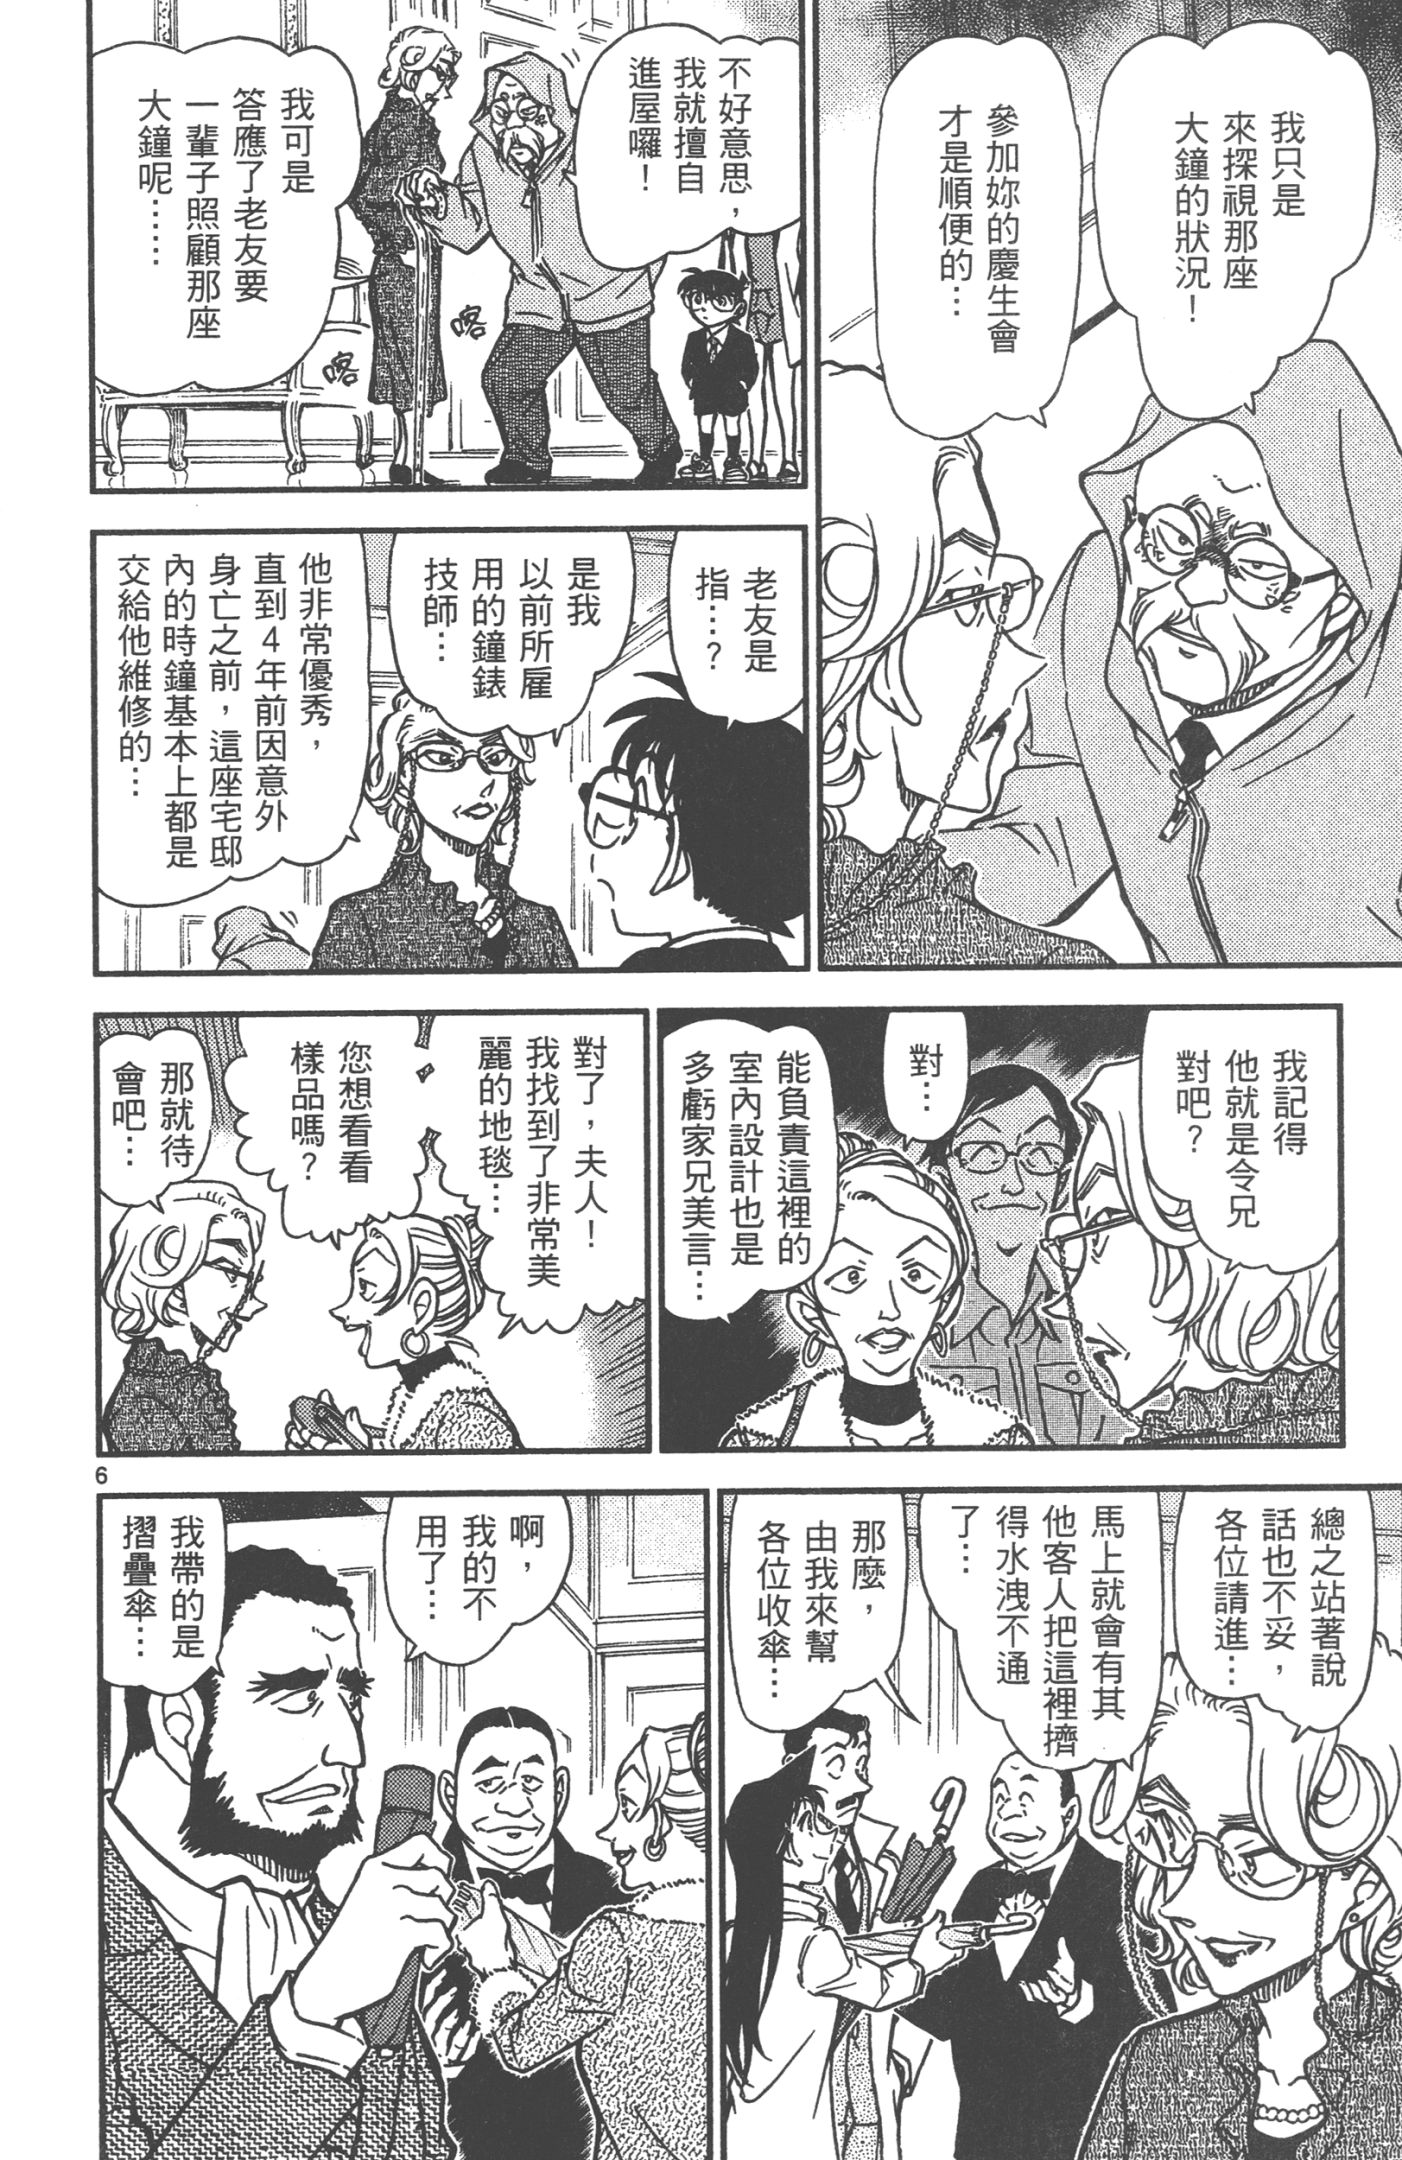 我只是
來探視那座
大鐘的狀況！
參加妳的慶生會
才是順便的…
不好意思，
我就擅自
進屋囉！
我可是
答應了老友要
一輩子照顧那座
大鐘呢……
喀
喀
老友是
指…？
是我
以前所雇
用的鐘錶
技師…
他非常優秀，
直到4年前因意外
身亡之前，這座宅邸
內的時鐘基本上都是
交給他維修的…
我記得
他就是令兄
對吧？
對…
能負責這裡的
室內設計也是
多虧家兄美言…
對了，夫人！
我找到了非常美
麗的地毯…
您想看看
樣品嗎？
那就待
會吧…
6
總之站著說
話也不妥，
各位請進…
馬上就會有其
他客人把這裡擠
得水洩不通
了…
那麼，
由我來幫
各位收傘…
啊，
我的不
用了…
我帶的是
摺疊傘…